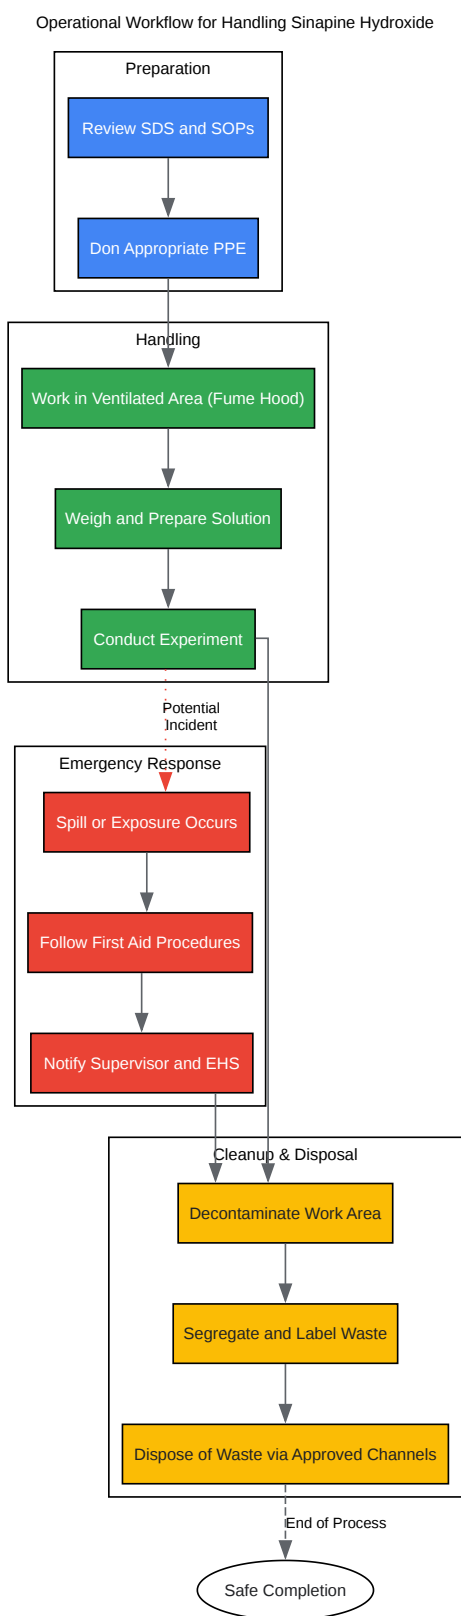 Operational Workflow for Handling Sinapine Hydroxide
Preparation
Review SDS and SOPs
Don Appropriate PPE
Handling
Work in Ventilated Area (Fume Hood)
Weigh and Prepare Solution
Conduct Experiment
Potential
Incident
Emergency Response
Spill or Exposure Occurs
Follow First Aid Procedures
Notify Supervisor and EHS
Cleanup & Disposal
Decontaminate Work Area
Segregate and Label Waste
Dispose of Waste via Approved Channels
End of Process
Safe Completion